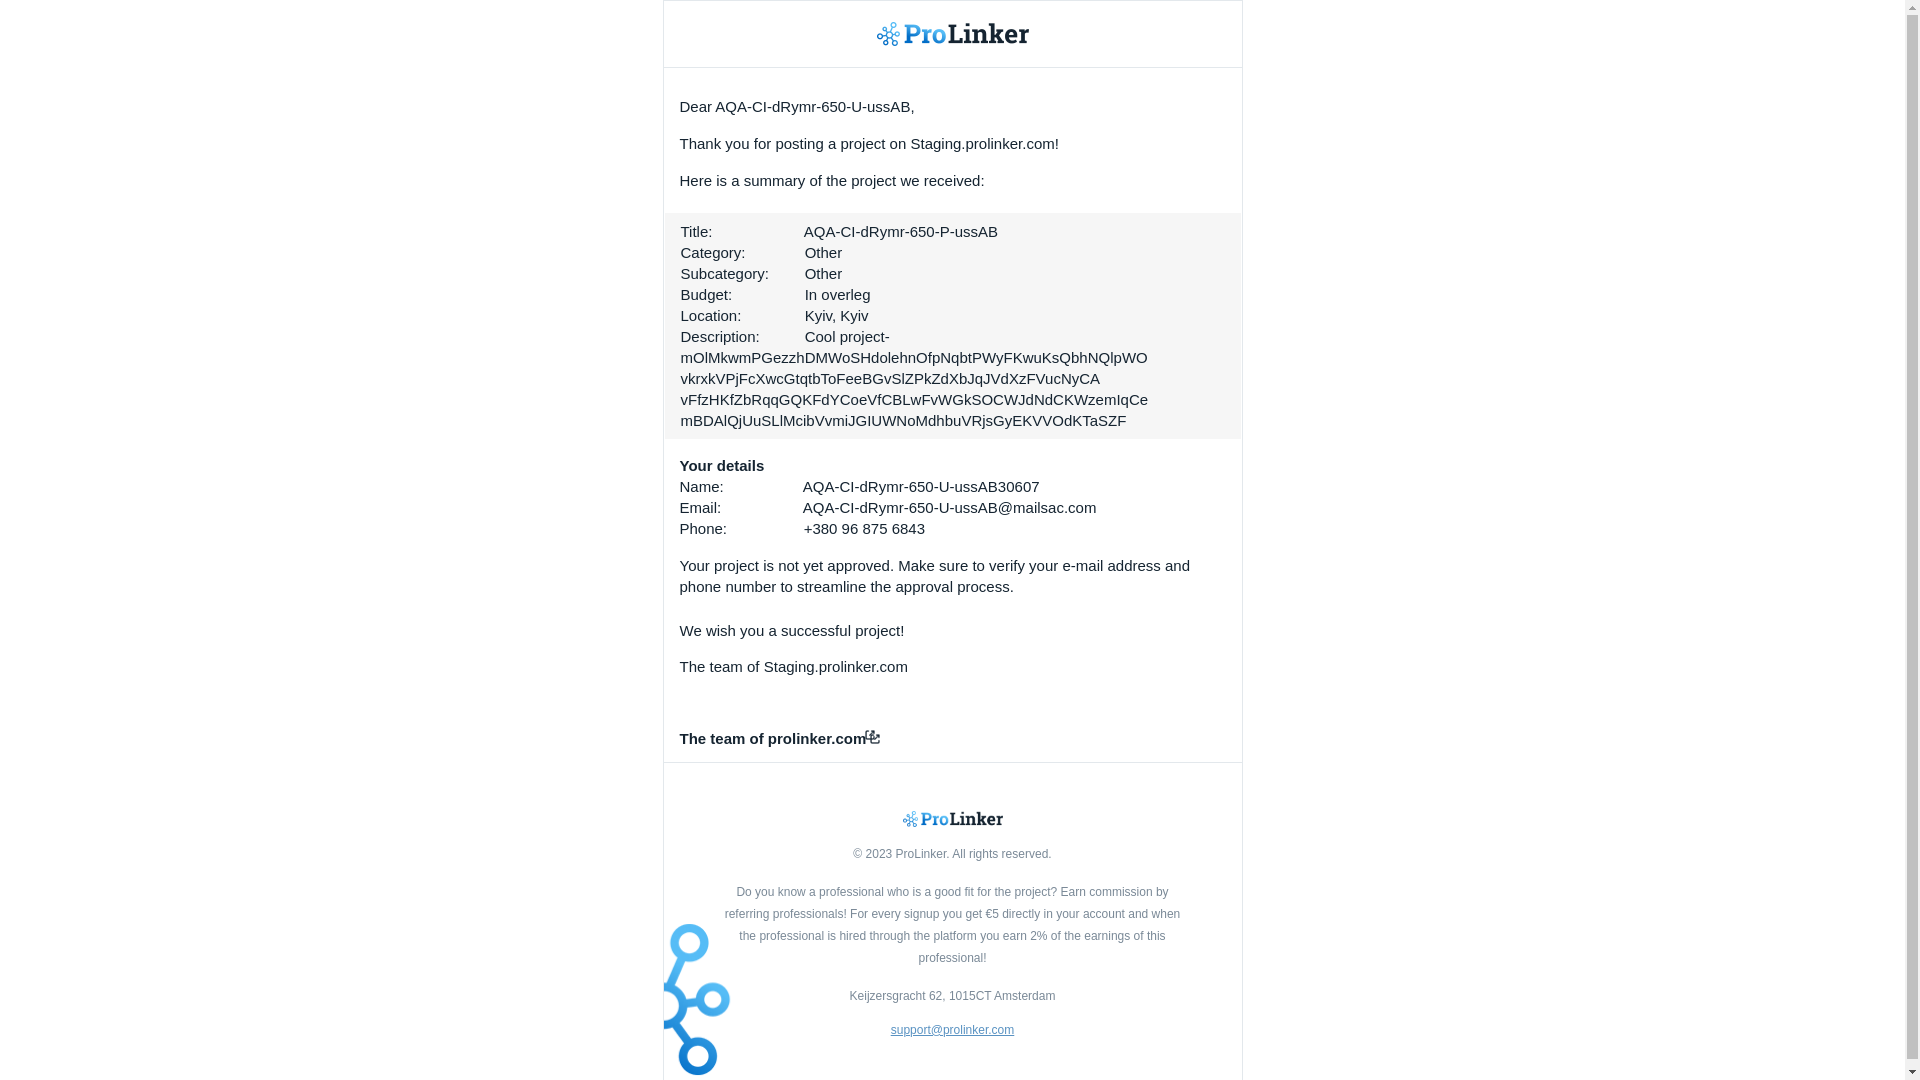 ProLinker
Dear AQA-CI-dRymr-650-U-ussAB,
Thank you for posting a project on Staging.prolinker.com!
Here is a summary of the project we received:
Title: AQA-CI-dRymr-650-P-ussAB
Category: Other
Subcategory: Other
Budget: In overleg
Location: Kyiv, Kyiv
Description: Cool project-
mOlMkwmPGezzhDMWoSHdolehnOfpNqbtPWyFKwuKsQbhNQlpWO
vkrxkVPjFcXwcGtqtbToFeeBGvSlZPkZdXbJqJVdXzFVucNyCA
vFfzHKfZbRqqGQKFdYCoeVfCBLwFvWGkSOCWJdNdCKWzemIqCe
mBDAlQjUuSLlMcibVvmiJGIUWNoMdhbuVRjsGyEKVVOdKTaSZF
Your details
Name: AQA-CI-dRymr-650-U-ussAB30607
Email: AQA-CI-dRymr-650-U-ussAB@mailsac.com
Phone: +380 96 875 6843
Your project is not yet approved. Make sure to verify your e-mail address and
phone number to streamline the approval process.
We wish you a successful project!
The team of Staging.prolinker.com
The team of prolinker.com
ProLinker
© 2023 ProLinker. All rights reserved.
Do you know a professional who is a good fit for the project? Earn commission by
referring professionals! For every signup you get €5 directly in your account and when
the professional is hired through the platform you earn 2% of the earnings of this
professional!
Keijzersgracht 62, 1015CT Amsterdam
support@prolinker.com